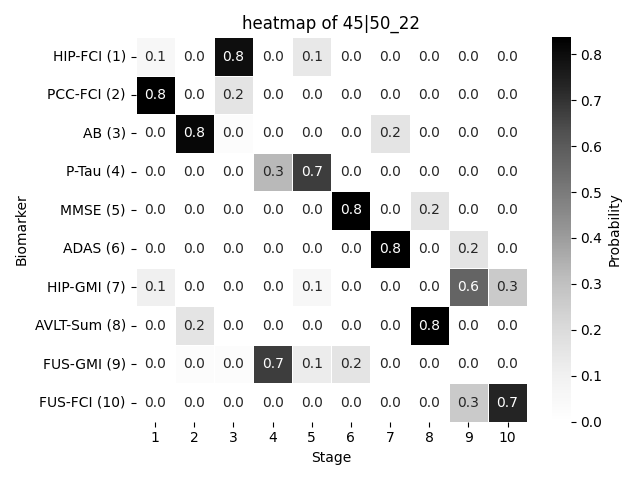 heatmap of 45|50_22
HIP-FCI (1) 0.1 0.0 0.8 0.0 0.1 0.0 0.0 0.0 0.0 0.0
PCC-FCI (2) 0.8 0.0 0.2 0.0 0.0 0.0 0.0 0.0 0.0 0.0
AB (3) 0.0 0.8 0.0 0.0 0.0 0.0 0.2 0.0 0.0 0.0
P-Tau (4) 0.0 0.0 0.0 0.3 0.7 0.0 0.0 0.0 0.0 0.0
MMSE (5) 0.0 0.0 0.0 0.0 0.0 0.8 0.0 0.2 0.0 0.0
ADAS (6) 0.0 0.0 0.0 0.0 0.0 0.0 0.8 0.0 0.2 0.0
HIP-GMI (7) 0.1 0.0 0.0 0.0 0.1 0.0 0.0 0.0 0.6 0.3
AVLT-Sum (8) 0.0 0.2 0.0 0.0 0.0 0.0 0.0 0.8 0.0 0.0
FUS-GMI (9) 0.0 0.0 0.0 0.7 0.1 0.2 0.0 0.0 0.0 0.0
FUS-FCI (10) 0.0 0.0 0.0 0.0 0.0 0.0 0.0 0.0 0.3 0.7
1 2 3 4 5 6 7 8 9 10
Stage
Biomarker
0.8
0.7
0.6
0.5
0.4
0.3
0.2
0.1
0.0
Probability